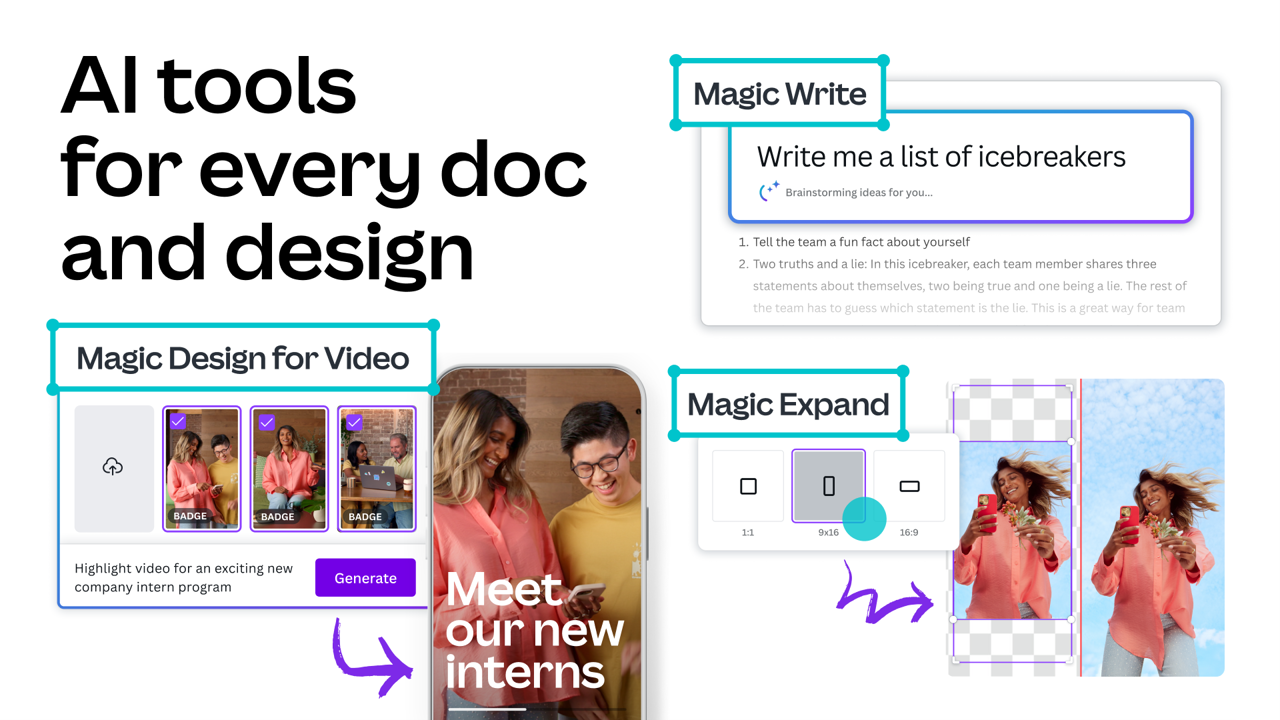 AI tools
for every doc
and design
Magic Write
Write me a list of icebreakers
Brainstorming ideas for you...
1. Tell the team a fun fact about yourself
2. Two truths and a lie: In this icebreaker, each team member shares three
statements about themselves, two being true and one being a lie. The rest of
the team has to guess which statement is the lie. This is a great way for team
Magic Design for Video
BADGE
BADGE
BADGE
Highlight video for an exciting new
company intern program
Generate
Meet
our new
interns
Magic Expand
1:1
9x16
16:9